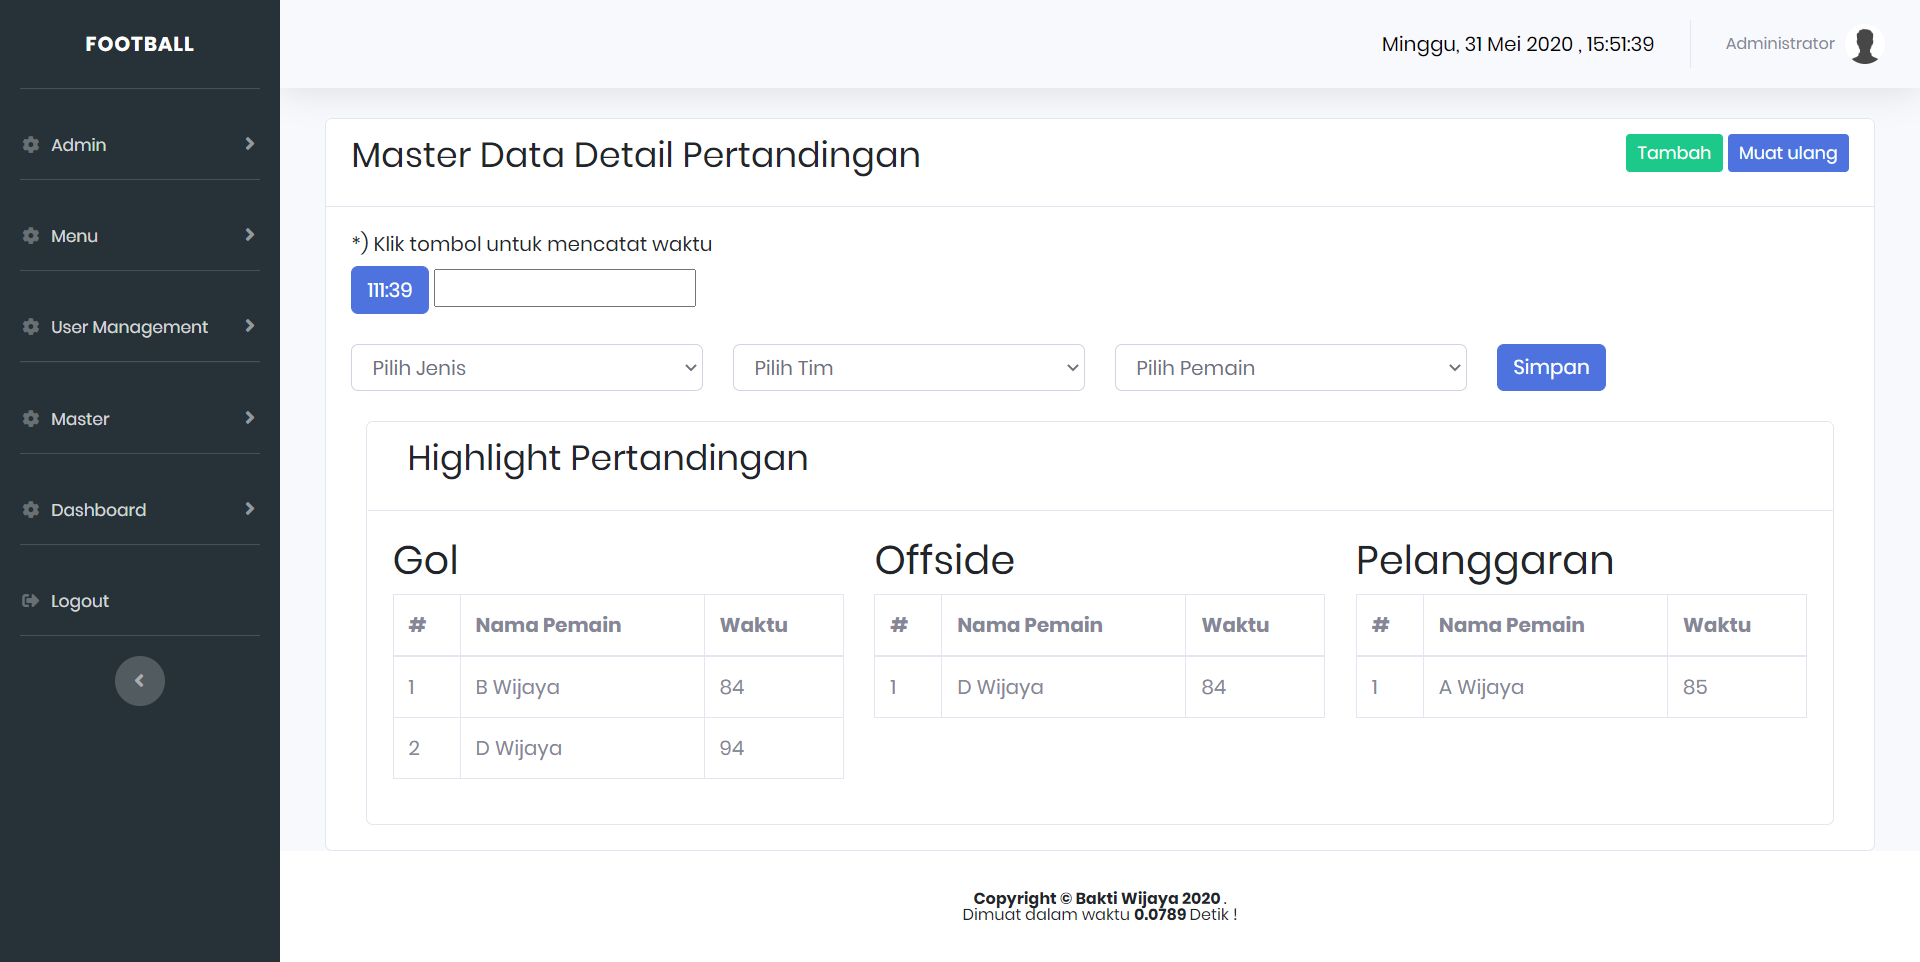 FOOTBALL
Minggu, 31 Mei 2020 , 15:51:39
Administrator
Admin
Menu
User Management
Master
Dashboard
Logout
Master Data Detail Pertandingan
Tambah
Muat ulang
*) Klik tombol untuk mencatat waktu
111:39
Pilih Jenis
Pilih Tim
Pilih Pemain
Simpan
Highlight Pertandingan
Gol
# Nama Pemain Waktu
1 B Wijaya 84
2 D Wijaya 94
Offside
# Nama Pemain Waktu
1 D Wijaya 84
Pelanggaran
# Nama Pemain Waktu
1 A Wijaya 85
Copyright © Bakti Wijaya 2020 .
Dimuat dalam waktu 0.0789 Detik !